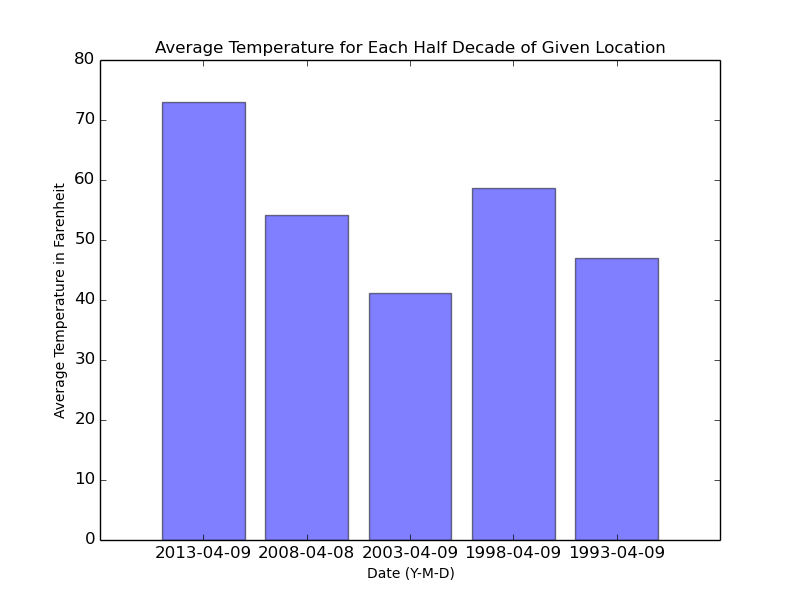 Average Temperature for Each Half Decade of Given Location
80
70
60
50
40
30
20
10
0
Average Temperature in Farenheit
2013-04-09 2008-04-08 2003-04-09 1998-04-09 1993-04-09
Date (Y-M-D)